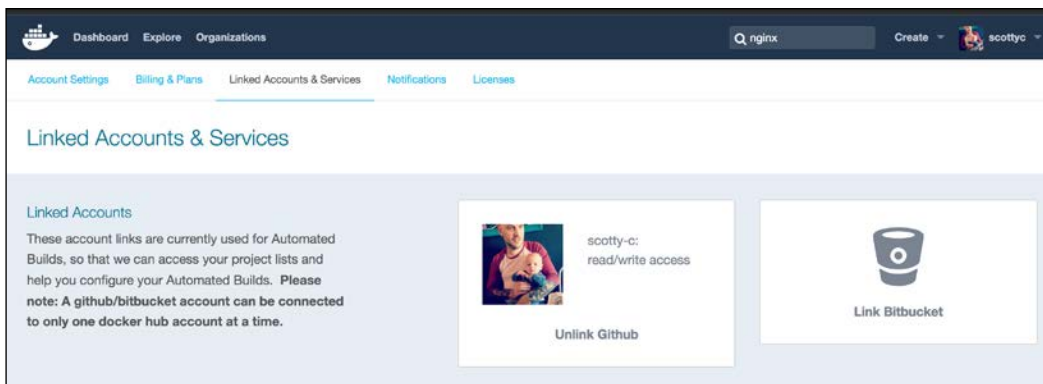 Dashboard Explore Organizations nginx Create scottyc
Account Settings Billing & Plans Linked Accounts & Services Notifications Licenses
Linked Accounts & Services
Linked Accounts
These account links are currently used for Automated
Builds, so that we can access your project lists and
help you configure your Automated Builds. Please
note: A github/bitbucket account can be connected
to only one docker hub account at a time.
scotty-c:
read/write access
Unlink Github
Link Bitbucket